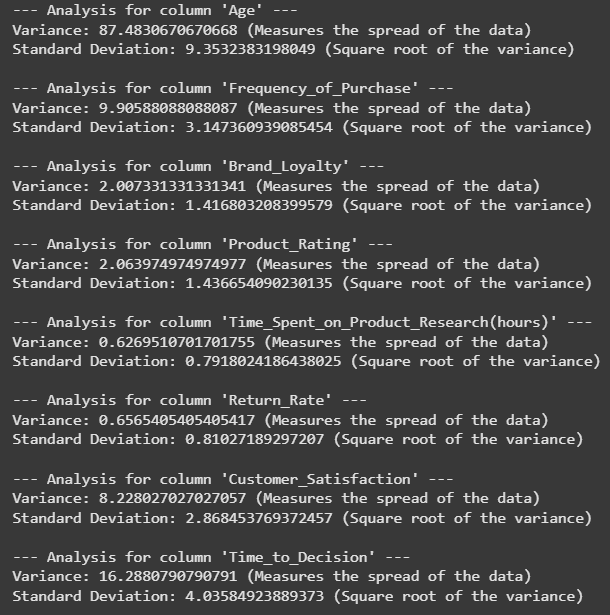 --- Analysis for column 'Age' ---
Variance: 87.4830670670668 (Measures the spread of the data)
Standard Deviation: 9.3532383198049 (Square root of the variance)
--- Analysis for column 'Frequency_of_Purchase' ---
Variance: 9.90588088088087 (Measures the spread of the data)
Standard Deviation: 3.147360939085454 (Square root of the variance)
--- Analysis for column 'Brand_Loyalty' ---
Variance: 2.007331331331341 (Measures the spread of the data)
Standard Deviation: 1.416803208399579 (Square root of the variance)
--- Analysis for column 'Product_Rating' ---
Variance: 2.063974974974977 (Measures the spread of the data)
Standard Deviation: 1.436654090230135 (Square root of the variance)
--- Analysis for column 'Time_Spent_on_Product_Research(hours)' ---
Variance: 0.6269510701701755 (Measures the spread of the data)
Standard Deviation: 0.7918024186438025 (Square root of the variance)
--- Analysis for column 'Return_Rate' ---
Variance: 0.6565405405405417 (Measures the spread of the data)
Standard Deviation: 0.81027189297207 (Square root of the variance)
--- Analysis for column 'Customer_Satisfaction' ---
Variance: 8.228027027027057 (Measures the spread of the data)
Standard Deviation: 2.868453769372457 (Square root of the variance)
--- Analysis for column 'Time_to_Decision' ---
Variance: 16.2880790790791 (Measures the spread of the data)
Standard Deviation: 4.03584923889373 (Square root of the variance)